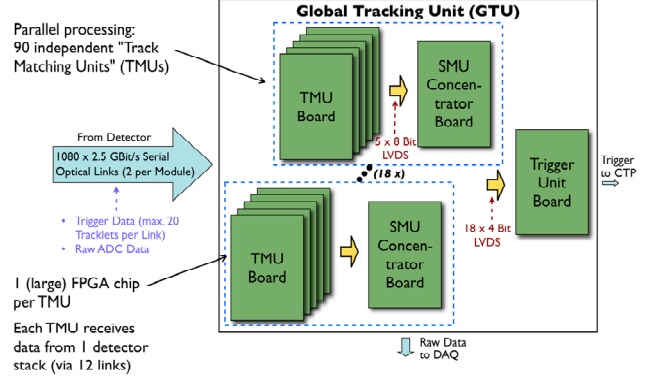 Global Tracking Unit (GTU)
Parallel processing:
90 independent "Track
Matching Units" (TMUs)
TMU
Board
SMU
Concen-
trator
Board
5 x 8 Bit
LVDS
From Detector
1080 x 2.5 GBit/s Serial
Optical Links (2 per Module)
• Trigger Data (max. 20
Tracklets per Link)
• Raw ADC Data
(18 x)
Trigger
Unit
Board
Trigger
to CTP
18 x 4 Bit
LVDS
TMU
Board
SMU
Concen-
trator
Board
1 (large) FPGA chip
per TMU
Each TMU receives
data from 1 detector
stack (via 12 links)
Raw Data
to DAQ